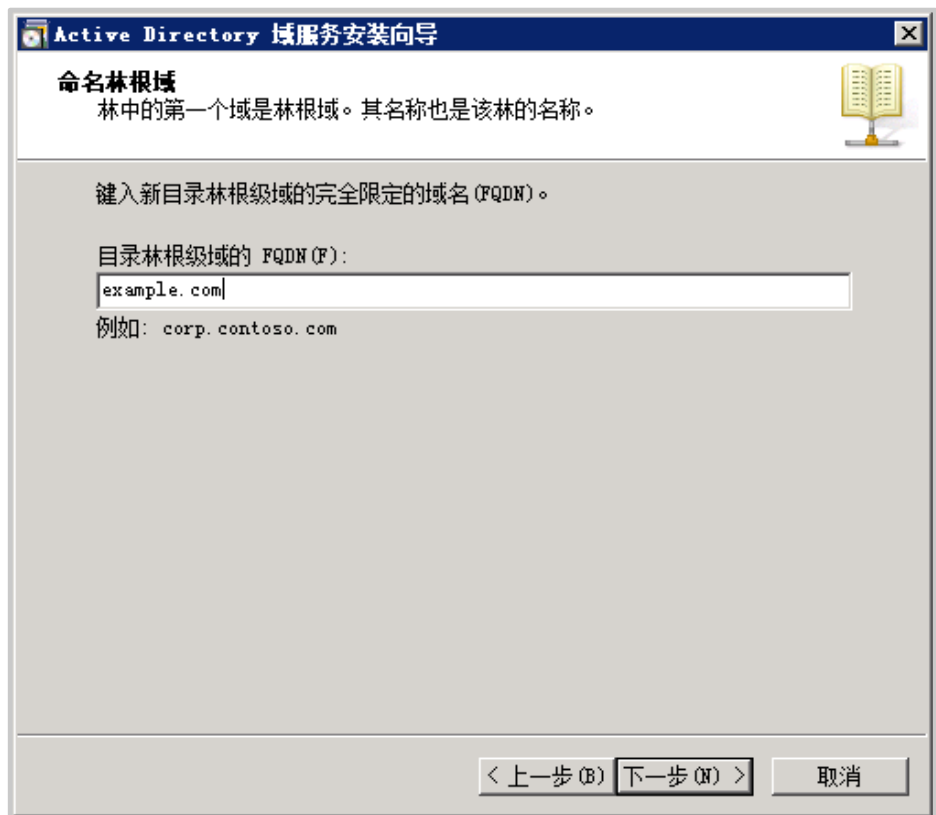 Active Directory 域服务安装向导
命名林根域
林中的第一个域是林根域。其名称也是该林的名称。
键入新目录林根级域的完全限定的域名(FQDN)。
目录林根级域的 FQDN(F):
example.com
例如: corp.contoso.com
< 上一步(B) 下一步(N) > 取消